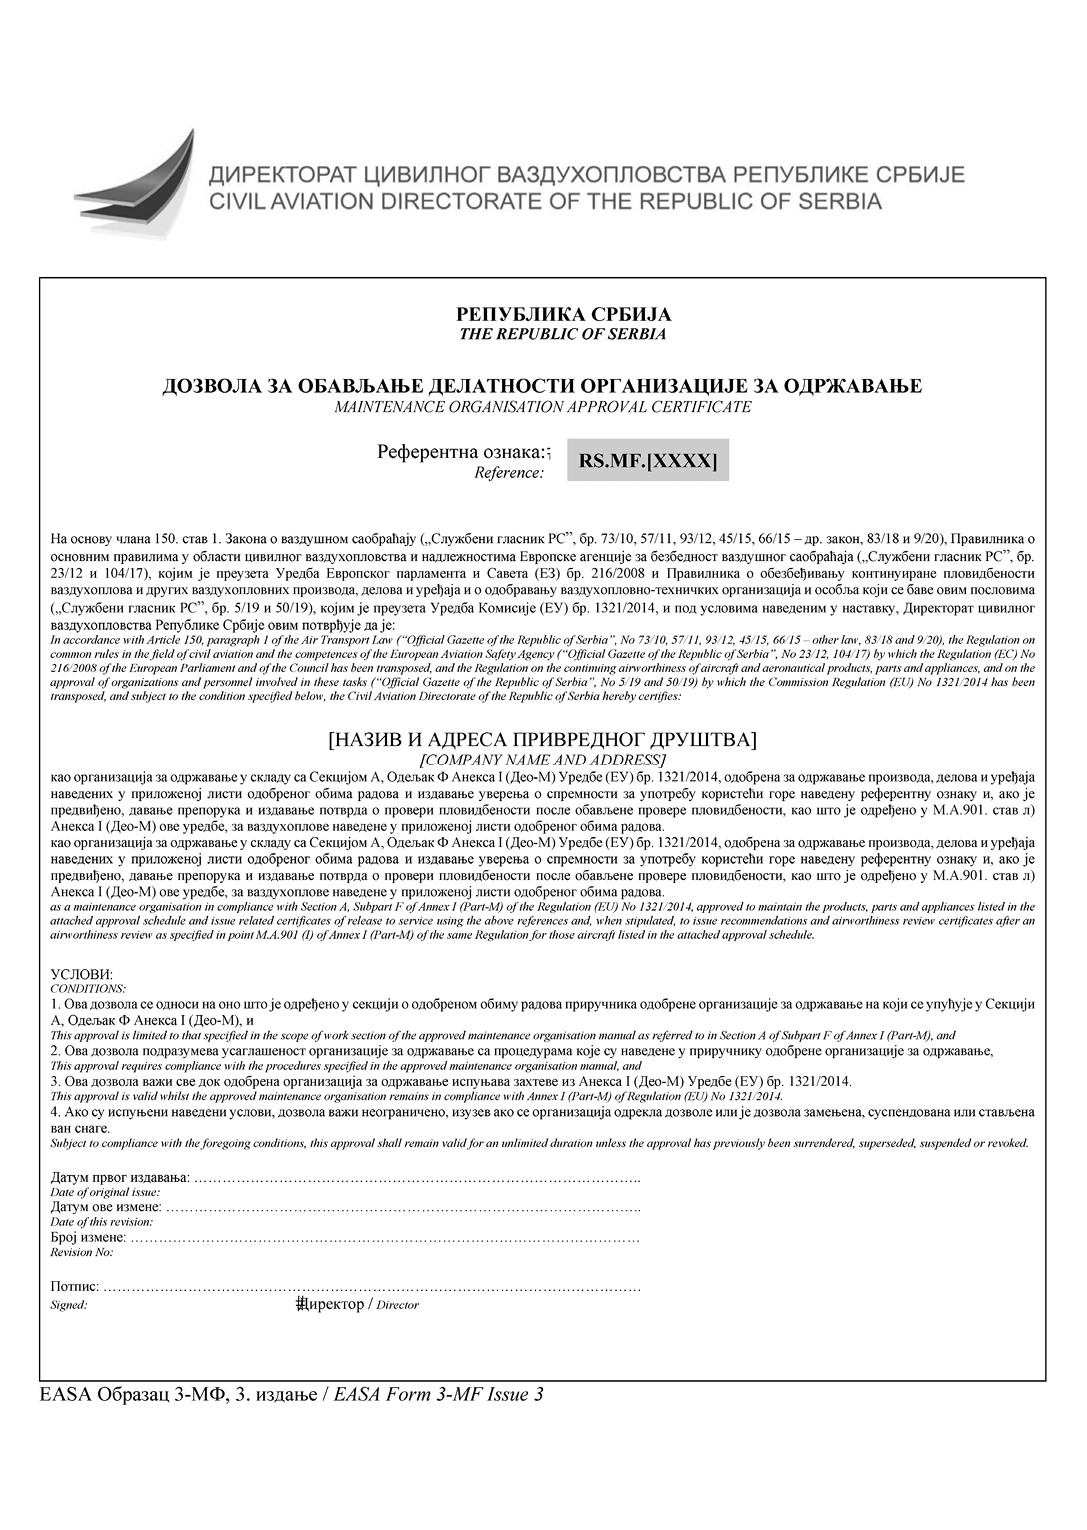 ДИРЕКТОРАТ ЦИВИЛНОГ ВАЗДУХОПЛОВСТВА РЕПУБЛИКЕ СРБИЈЕ
CIVIL AVIATION DIRECTORATE OF THE REPUBLIC OF SERBIA
РЕПУБЛИКА СРБИЈА
THE REPUBLIC OF SERBIA
ДОЗВОЛА ЗА ОБАВЉАЊЕ ДЕЛАТНОСТИ ОРГАНИЗАЦИЈЕ ЗА ОДРЖАВАЊЕ
MAINTENANCE ORGANISATION APPROVAL CERTIFICATE
Референтна ознака:
RS.MF.[XXXX]
Reference:
На основу члана 150. став 1. Закона о ваздушном саобраћају („Службени гласник РС”, бр. 73/10, 57/11, 93/12, 45/15, 66/15 – др. закон, 83/18 и 9/20), Правилника о
основним правилима у области цивилног ваздухопловства и надлежностима Европске агенције за безбедност ваздушног саобраћаја („Службени гласник РС”, бр.
23/12 и 104/17), којим је преузета Уредба Европског парламента и Савета (ЕЗ) бр. 216/2008 и Правилника о обезбеђивању континуиране пловидбености
ваздухоплова и других ваздухопловних производа, делова и уређаја и о одобравању ваздухопловно-техничких организација и особља који се баве овим пословима
(„Службени гласник РС”, бр. 5/19 и 50/19), којим је преузета Уредба Комисије (ЕУ) бр. 1321/2014, и под условима наведеним у наставку, Директорат цивилног
ваздухопловства Републике Србије овим потврђује да је:
In accordance with Article 150, paragraph 1 of the Air Transport Law (“Official Gazette of the Republic of Serbia”, No 73/10, 57/11, 93/12, 45/15, 66/15 – other law, 83/18 and 9/20), the Regulation on
common rules in the field of civil aviation and the competences of the European Aviation Safety Agency (“Official Gazette of the Republic of Serbia”, No 23/12, 104/17) by which the Regulation (EC) No
216/2008 of the European Parliament and of the Council has been transposed, and the Regulation on the continuing airworthiness of aircraft and aeronautical products, parts and appliances, and on the
approval of organizations and personnel involved in these tasks (“Official Gazette of the Republic of Serbia”, No 5/19 and 50/19) by which the Commission Regulation (EU) No 1321/2014 has been
transposed, and subject to the condition specified below, the Civil Aviation Directorate of the Republic of Serbia hereby certifies:
[НАЗИВ И АДРЕСА ПРИВРЕДНОГ ДРУШТВА]
[COMPANY NAME AND ADDRESS]
као организација за одржавање у складу са Секцијом А, Одељак Ф Анекса I (Део-М) Уредбе (ЕУ) бр. 1321/2014, одобрена за одржавање производа, делова и уређаја
наведених у приложеној листи одобреног обима радова и издавање уверења о спремности за употребу користећи горе наведену референтну ознаку и, ако је
предвиђено, давање препорука и издавање потврда о провери пловидбености после обављене провере пловидбености, као што је одређено у М.А.901. став л)
Анекса I (Део-М) ове уредбе, за ваздухоплове наведене у приложеној листи одобреног обима радова.
као организација за одржавање у складу са Секцијом А, Одељак Ф Анекса I (Део-М) Уредбе (ЕУ) бр. 1321/2014, одобрена за одржавање производа, делова и уређаја
наведених у приложеној листи одобреног обима радова и издавање уверења о спремности за употребу користећи горе наведену референтну ознаку и, ако је
предвиђено, давање препорука и издавање потврда о провери пловидбености после обављене провере пловидбености, као што је одређено у М.А.901. став л)
Анекса I (Део-М) ове уредбе, за ваздухоплове наведене у приложеној листи одобреног обима радова.
as a maintenance organisation in compliance with Section A, Subpart F of Annex I (Part-M) of the Regulation (EU) No 1321/2014, approved to maintain the products, parts and appliances listed in the
attached approval schedule and issue related certificates of release to service using the above references and, when stipulated, to issue recommendations and airworthiness review certificates after an
airworthiness review as specified in point M.A.901 (I) of Annex I (Part-M) of the same Regulation for those aircraft listed in the attached approval schedule.
УСЛОВИ:
CONDITIONS:
1. Ова дозвола се односи на оно што је одређено у секцији о одобреном обиму радова приручника одобрене организације за одржавање на који се упућује у Секцији
А, Одељак Ф Анекса I (Део-М), и
This approval is limited to that specified in the scope of work section of the approved maintenance organisation manual as referred to in Section A of Subpart F of Annex I (Part-M), and
2. Ова дозвола подразумева усаглашеност организације за одржавање са процедурама које су наведене у приручнику одобрене организације за одржавање,
This approval requires compliance with the procedures specified in the approved maintenance organisation manual, and
3. Ова дозвола важи све док одобрена организација за одржавање испуњава захтеве из Анекса I (Део-М) Уредбе (ЕУ) бр. 1321/2014.
This approval is valid whilst the approved maintenance organisation remains in compliance with Annex I (Part-M) of Regulation (EU) No 1321/2014.
4. Ако су испуњени наведени услови, дозвола важи неограничено, изузев ако се организација одрекла дозволе или је дозвола замењена, суспендована или стављена
ван снаге.
Subject to compliance with the foregoing conditions, this approval shall remain valid for an unlimited duration unless the approval has previously been surrendered, superseded, suspended or revoked.
Датум првог издавања: ……………………………………………………………………………..
Date of original issue:
Датум ове измене: …………………………………………………………………………………..
Date of this revision:
Број измене: …………………………………………………………………………………………
Revision No:
Потпис: ………………………………………………………………………………………………
Signed:
Директор / Director
EASA Образац 3-МФ, 3. издање / EASA Form 3-MF Issue 3